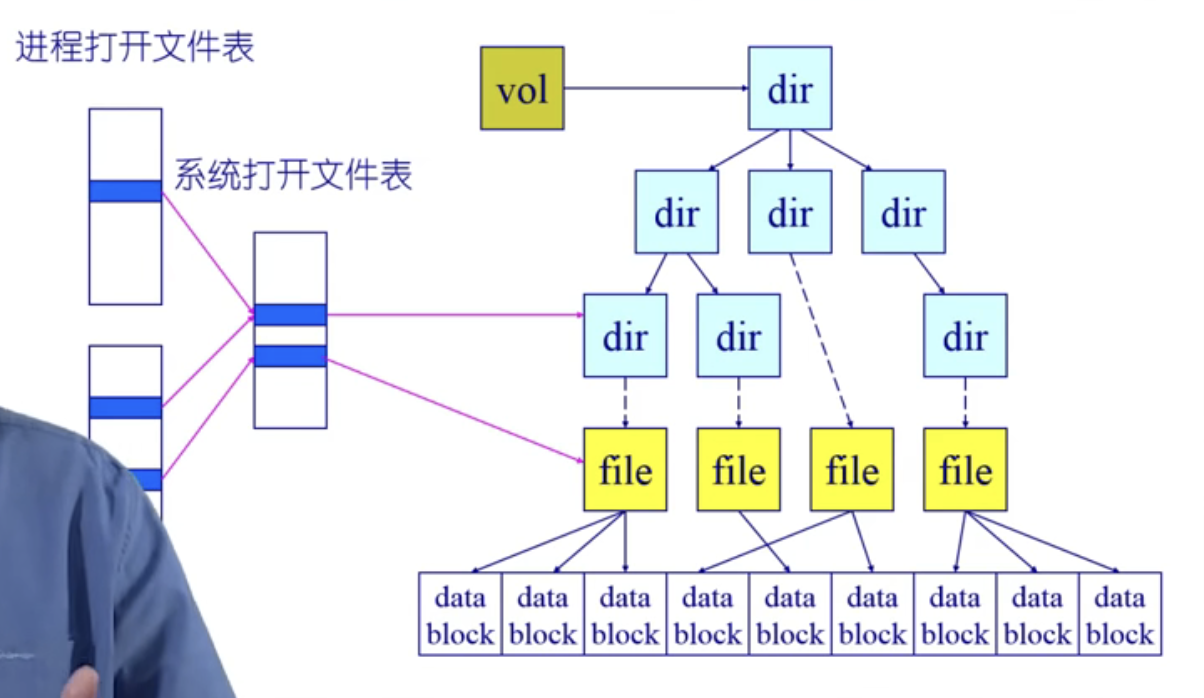 进程打开文件表
vol
dir
系统打开文件表
dir
dir
dir
dir
dir
dir
file
file
file
file
data block
data block
data block
data block
data block
data block
data block
data block
data block